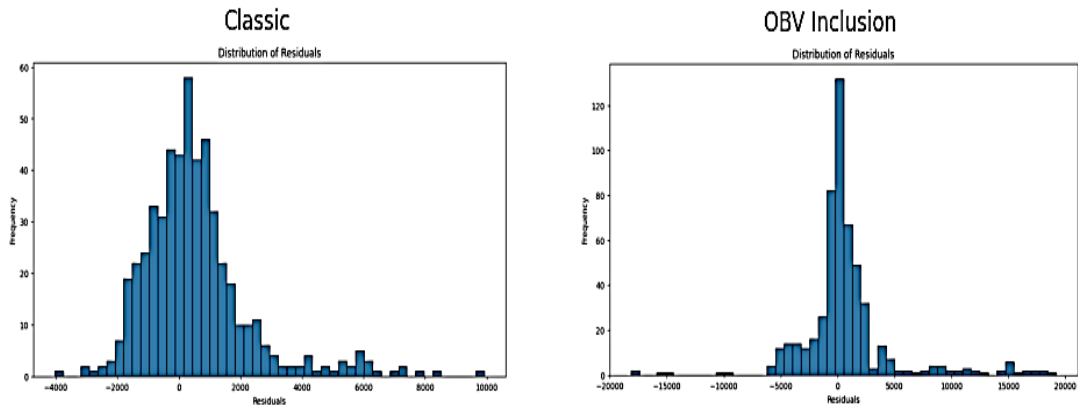 Classic
Distribution of Residuals
60
50
40
30
20
10
0
Frequency
−4000 −2000 0 2000 4000 6000 8000 10000
Residuals
OBV Inclusion
Distribution of Residuals
120
100
80
60
40
20
0
Frequency
−20000 −15000 −10000 −5000 0 5000 10000 15000 20000
Residuals